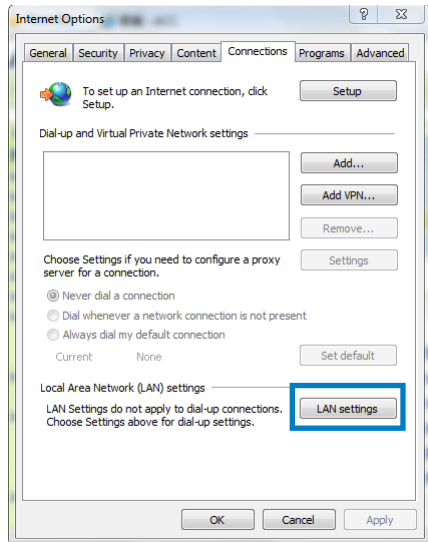 Internet Options
General Security Privacy Content Connections Programs Advanced
To set up an Internet connection, click
Setup.
Setup
Dial-up and Virtual Private Network settings
Add...
Add VPN...
Remove...
Choose Settings if you need to configure a proxy
server for a connection.
Settings
Never dial a connection
Dial whenever a network connection is not present
Always dial my default connection
Current None
Set default
Local Area Network (LAN) settings
LAN Settings do not apply to dial-up connections.
Choose Settings above for dial-up settings.
LAN settings
OK Cancel Apply